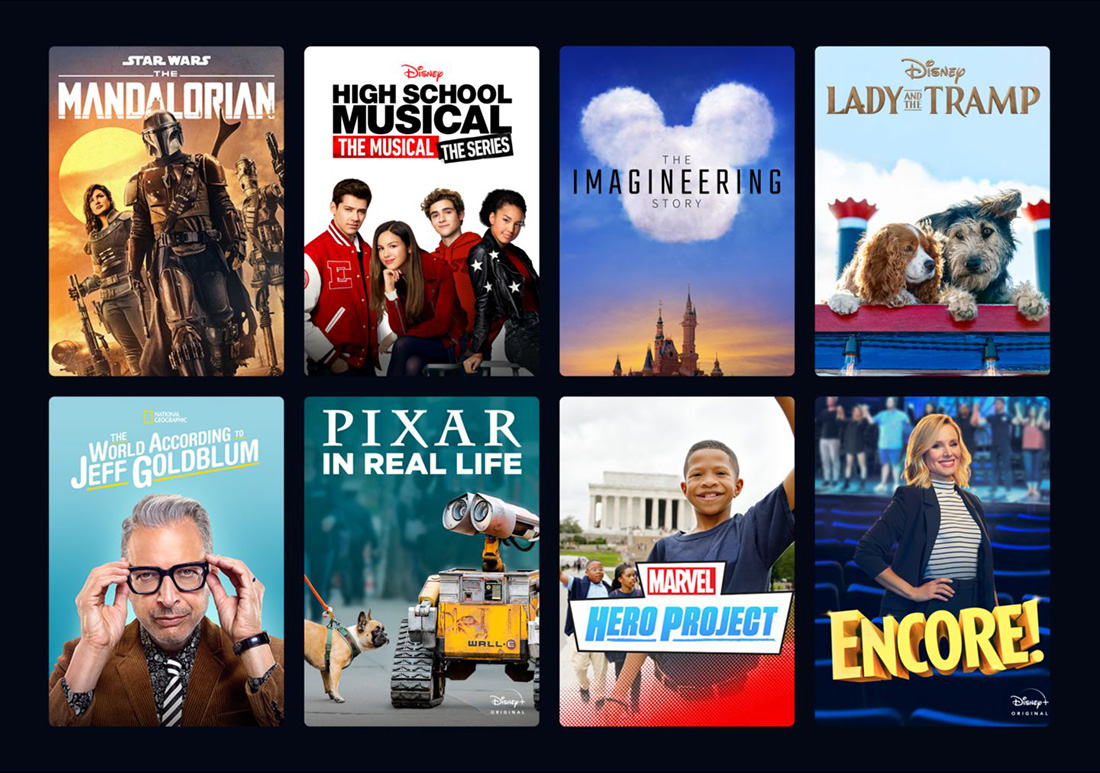 STAR WARS
THE
MANDALORIAN
Disney
HIGH SCHOOL
MUSICAL
THE MUSICAL THE SERIES
E
THE
IMAGINEERING
STORY
Disney
LADY AND THE TRAMP
NATIONAL
GEOGRAPHIC
THE
WORLD ACCORDING TO
JEFF GOLDBLUM
PIXAR
IN REAL LIFE
WALL•E
Disney+
ORIGINAL
MARVEL
HERO PROJECT
ENCORE!
Disney+
ORIGINAL